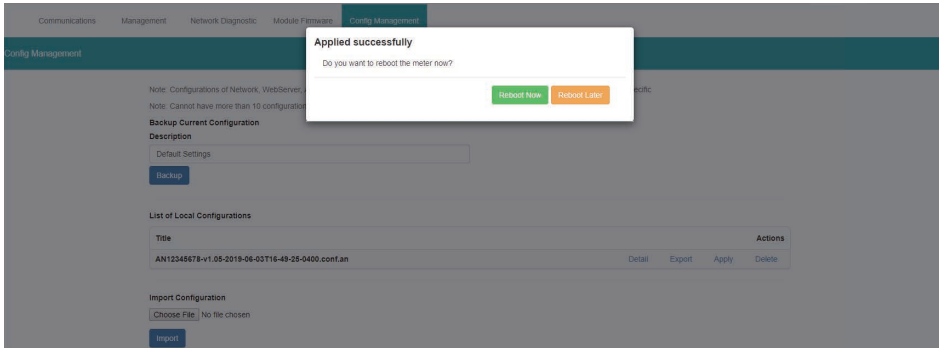 Communications Management Network Diagnostic Module Firmware Config Management
Config Management
Applied successfully
Do you want to reboot the meter now?
Reboot Now Reboot Later
Note: Configurations of Network, WebServer,
Note: Cannot have more than 10 configuration
Backup Current Configuration
Description
Default Settings
Backup
List of Local Configurations
Title Actions
AN12345678-v1.05-2019-06-03T16-49-25-0400.conf.an Detail Export Apply Delete
Import Configuration
Choose File No file chosen
Import